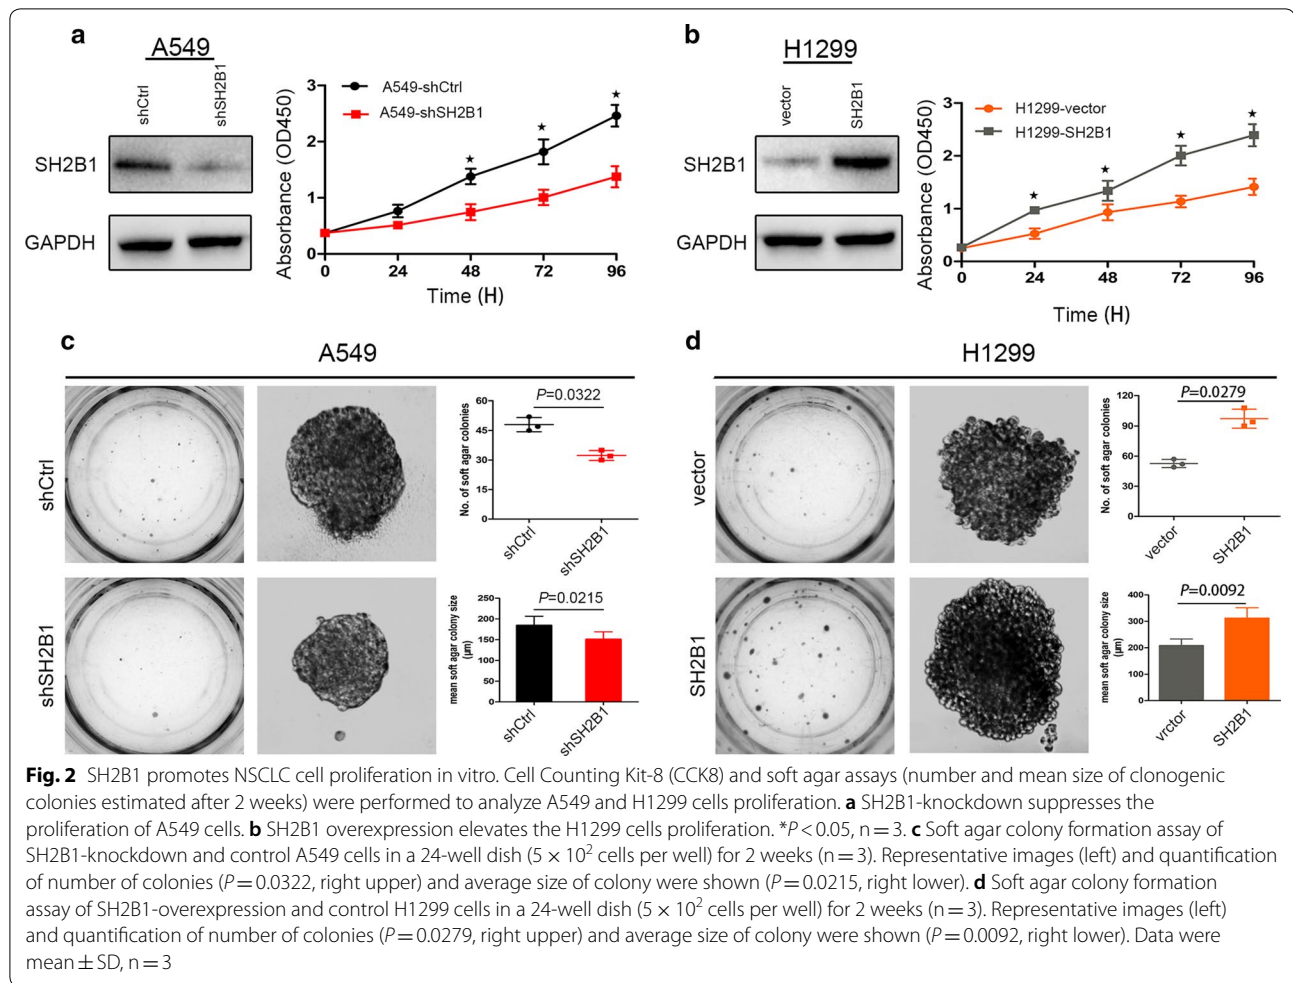 a
A549
shCtrl
shSH2B1
SH2B1
GAPDH
Absorbance (OD450)
3
2
1
0
A549-shCtrl
A549-shSH2B1
★
★
★
0 24 48 72 96
Time (H)
b
H1299
vector
SH2B1
SH2B1
GAPDH
Absorbance (OD450)
3
2
1
0
H1299-vector
H1299-SH2B1
★
★
★
★
0 24 48 72 96
Time (H)
c
A549
shCtrl
shSH2B1
No. of soft agar colonies
60
45
30
15
0
P=0.0322
shCtrl
shSH2B1
mean soft agar colony size
(μm)
250
200
150
100
50
0
P=0.0215
shCtrl
shSH2B1
d
H1299
vector
SH2B1
No. of soft agar colonies
120
90
60
30
0
P=0.0279
vector
SH2B1
mean soft agar colony size
(μm)
400
300
200
100
0
P=0.0092
vrctor
SH2B1
Fig. 2 SH2B1 promotes NSCLC cell proliferation in vitro. Cell Counting Kit-8 (CCK8) and soft agar assays (number and mean size of clonogenic
colonies estimated after 2 weeks) were performed to analyze A549 and H1299 cells proliferation. a SH2B1-knockdown suppresses the
proliferation of A549 cells. b SH2B1 overexpression elevates the H1299 cells proliferation. *P < 0.05, n = 3. c Soft agar colony formation assay of
SH2B1-knockdown and control A549 cells in a 24-well dish (5 × 10² cells per well) for 2 weeks (n = 3). Representative images (left) and quantification
of number of colonies (P = 0.0322, right upper) and average size of colony were shown (P = 0.0215, right lower). d Soft agar colony formation
assay of SH2B1-overexpression and control H1299 cells in a 24-well dish (5 × 10² cells per well) for 2 weeks (n = 3). Representative images (left)
and quantification of number of colonies (P = 0.0279, right upper) and average size of colony were shown (P = 0.0092, right lower). Data were
mean ± SD, n = 3